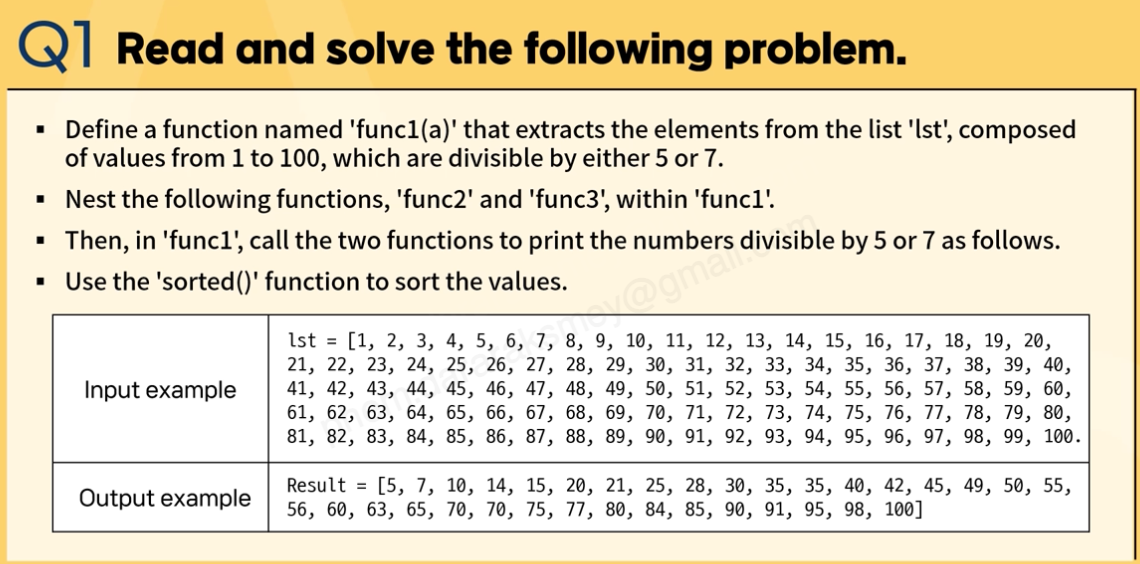 Q1 Read and solve the following problem.
▪ Define a function named 'func1(a)' that extracts the elements from the list 'lst', composed
of values from 1 to 100, which are divisible by either 5 or 7.
▪ Nest the following functions, 'func2' and 'func3', within 'func1'.
▪ Then, in 'func1', call the two functions to print the numbers divisible by 5 or 7 as follows.
▪ Use the 'sorted()' function to sort the values.
Input example
lst = [1, 2, 3, 4, 5, 6, 7, 8, 9, 10, 11, 12, 13, 14, 15, 16, 17, 18, 19, 20,
21, 22, 23, 24, 25, 26, 27, 28, 29, 30, 31, 32, 33, 34, 35, 36, 37, 38, 39, 40,
41, 42, 43, 44, 45, 46, 47, 48, 49, 50, 51, 52, 53, 54, 55, 56, 57, 58, 59, 60,
61, 62, 63, 64, 65, 66, 67, 68, 69, 70, 71, 72, 73, 74, 75, 76, 77, 78, 79, 80,
81, 82, 83, 84, 85, 86, 87, 88, 89, 90, 91, 92, 93, 94, 95, 96, 97, 98, 99, 100.
Output example
Result = [5, 7, 10, 14, 15, 20, 21, 25, 28, 30, 35, 35, 40, 42, 45, 49, 50, 55,
56, 60, 63, 65, 70, 70, 75, 77, 80, 84, 85, 90, 91, 95, 98, 100]